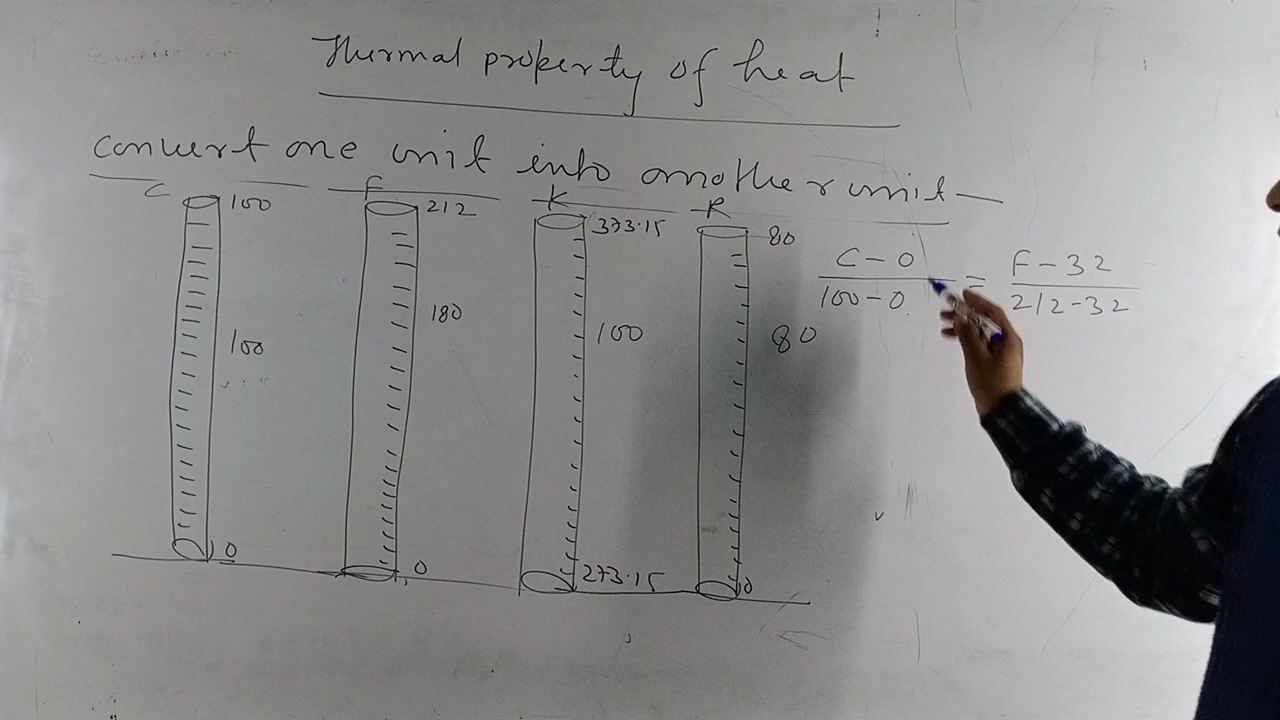 Thermal property of heat
convert one unit into another unit
C F K R
100 212 373.15 80
C-0 / 100-0 = F-32 / 212-32
100 180 100 80
0 0 273.15 0